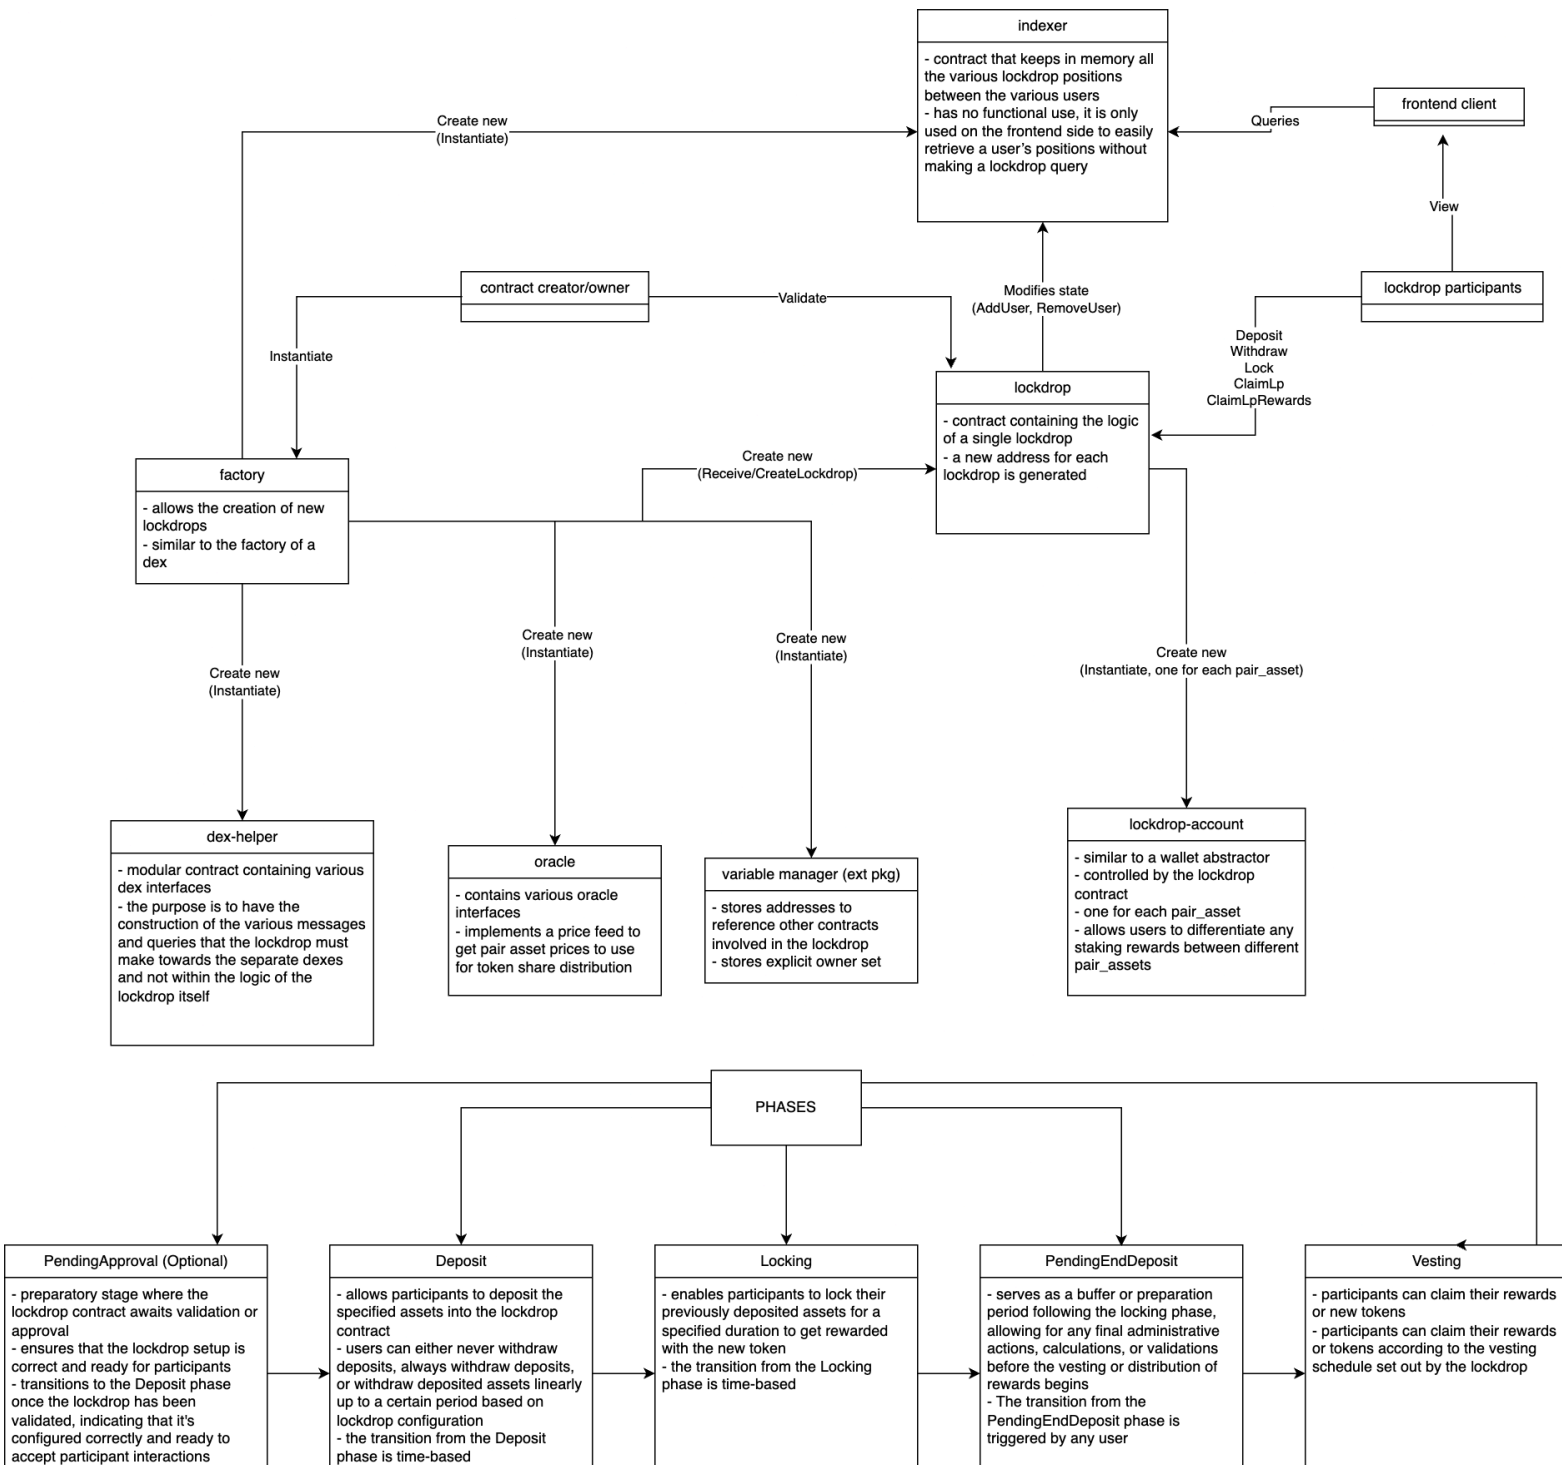 indexer
- contract that keeps in memory all
the various lockdrop positions
between the various users
- has no functional use, it is only
used on the frontend side to easily
retrieve a user's positions without
making a lockdrop query
frontend client
Queries
Create new
(Instantiate)
View
contract creator/owner
lockdrop participants
Validate
Modifies state
(AddUser, RemoveUser)
Instantiate
Deposit
Withdraw
Lock
ClaimLp
ClaimLpRewards
lockdrop
- contract containing the logic
of a single lockdrop
- a new address for each
lockdrop is generated
Create new
(Receive/CreateLockdrop)
factory
- allows the creation of new
lockdrops
- similar to the factory of a
dex
Create new
(Instantiate)
Create new
(Instantiate)
Create new
(Instantiate)
Create new
(Instantiate, one for each pair_asset)
dex-helper
- modular contract containing various
dex interfaces
- the purpose is to have the
construction of the various messages
and queries that the lockdrop must
make towards the separate dexes
and not within the logic of the
lockdrop itself
oracle
- contains various oracle
interfaces
- implements a price feed to
get pair asset prices to use
for token share distribution
variable manager (ext pkg)
- stores addresses to
reference other contracts
involved in the lockdrop
- stores explicit owner set
lockdrop-account
- similar to a wallet abstractor
- controlled by the lockdrop
contract
- one for each pair_asset
- allows users to differentiate any
staking rewards between different
pair_assets
PHASES
PendingApproval (Optional)
- preparatory stage where the
lockdrop contract awaits validation or
approval
- ensures that the lockdrop setup is
correct and ready for participants
- transitions to the Deposit phase
once the lockdrop has been
validated, indicating that it's
configured correctly and ready to
accept participant interactions
Deposit
- allows participants to deposit the
specified assets into the lockdrop
contract
- users can either never withdraw
deposits, always withdraw deposits,
or withdraw deposited assets linearly
up to a certain period based on
lockdrop configuration
- the transition from the Deposit
phase is time-based
Locking
- enables participants to lock their
previously deposited assets for a
specified duration to get rewarded
with the new token
- the transition from the Locking
phase is time-based
PendingEndDeposit
- serves as a buffer or preparation
period following the locking phase,
allowing for any final administrative
actions, calculations, or validations
before the vesting or distribution of
rewards begins
- The transition from the
PendingEndDeposit phase is
triggered by any user
Vesting
- participants can claim their rewards
or new tokens
- participants can claim their rewards
or tokens according to the vesting
schedule set out by the lockdrop